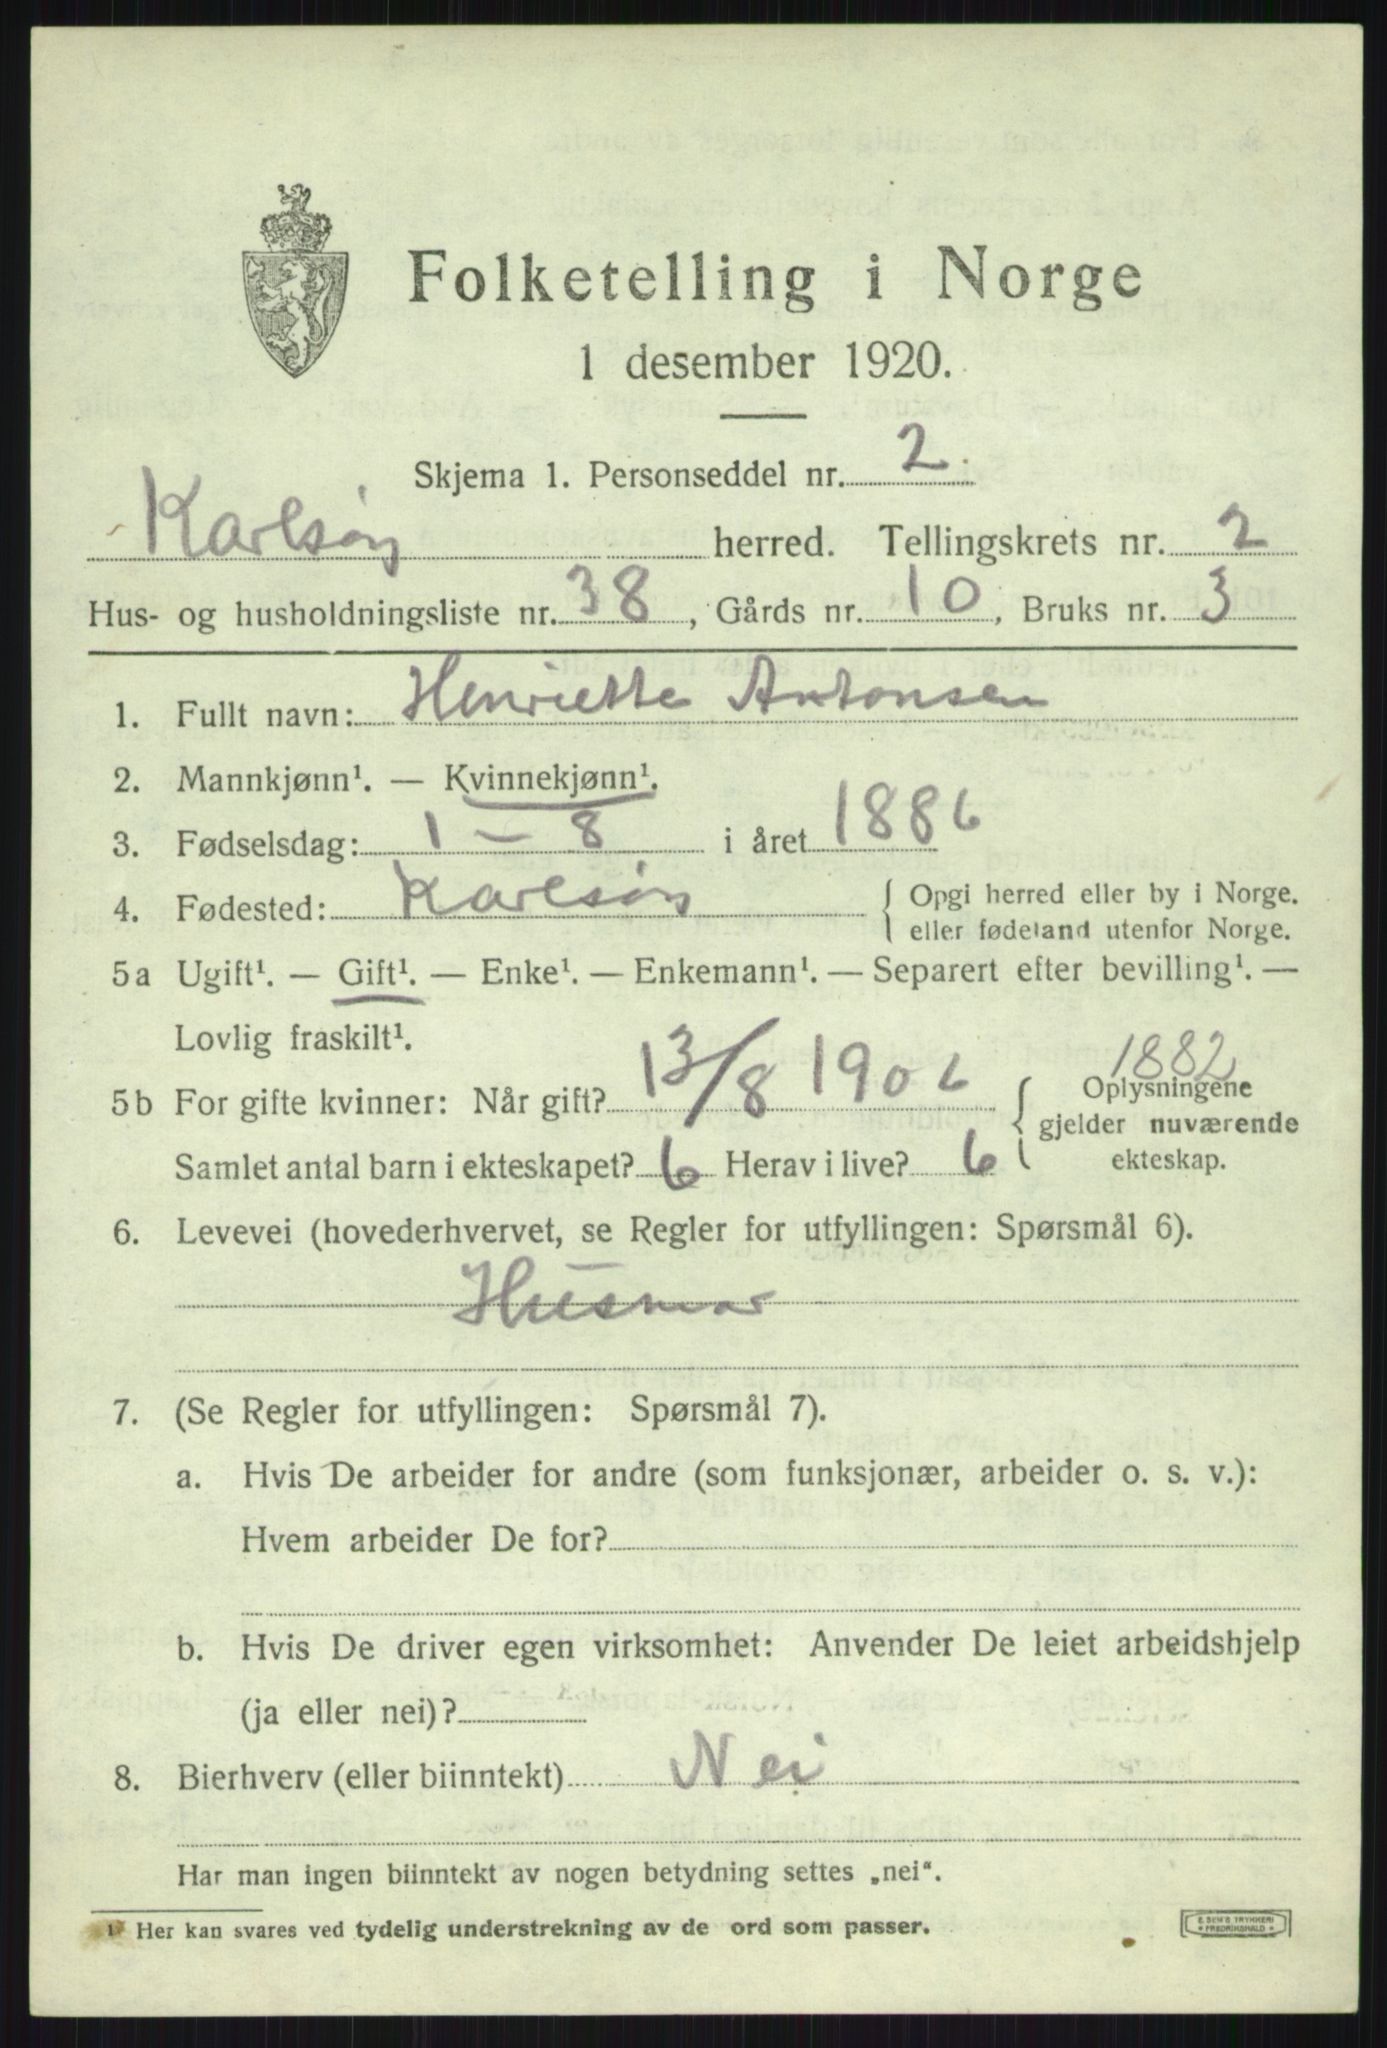 Folketelling i Norge
1 desember 1920.
Skjema 1. Personseddel nr. 2
Karlsøy herred. Tellingskrets nr. 2
Hus- og husholdningsliste nr. 38, Gårds nr. 10, Bruks nr. 3
1. Fullt navn: Henriette Antonsen
2. Mannkjønn¹. — Kvinnekjønn¹.
3. Fødselsdag: 1 – 8 i året 1886
4. Fødested: Karlsøy { Opgi herred eller by i Norge.
eller fødeland utenfor Norge.
5a Ugift¹. — Gift¹. — Enke¹. — Enkemann¹. — Separert efter bevilling¹. —
Lovlig fraskilt¹.
1882
5b For gifte kvinner: Når gift? 13/8 1906 { Oplysningene
gjelder nuværende
Samlet antal barn i ekteskapet? 6 Herav i live? 6 ekteskap.
6. Levevei (hovederhvervet, se Regler for utfyllingen: Spørsmål 6).
Husmor
7. (Se Regler for utfyllingen: Spørsmål 7).
a. Hvis De arbeider for andre (som funksjonær, arbeider o. s. v.):
Hvem arbeider De for?
b. Hvis De driver egen virksomhet: Anvender De leiet arbeidshjelp
(ja eller nei)?
8. Bierhverv (eller biinntekt) Nei
Har man ingen biinntekt av nogen betydning settes „nei“.
¹) Her kan svares ved tydelig understrekning av de ord som passer.
E. SEM'S TRYKKERI
FREDRIKSHALD